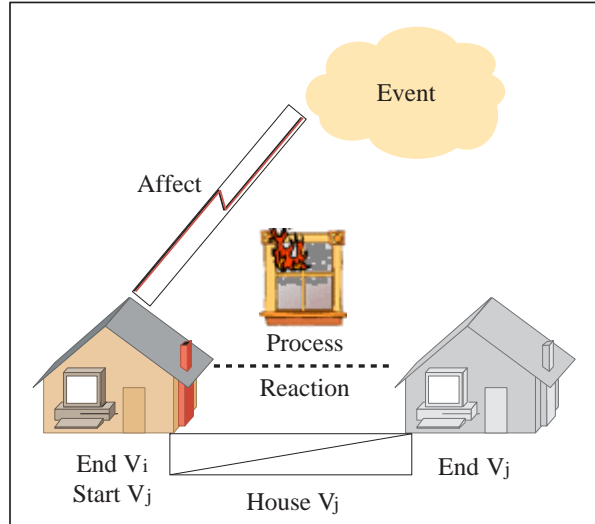 Event
Affect
Process
Reaction
End Vi
Start Vj
End Vj
House Vj